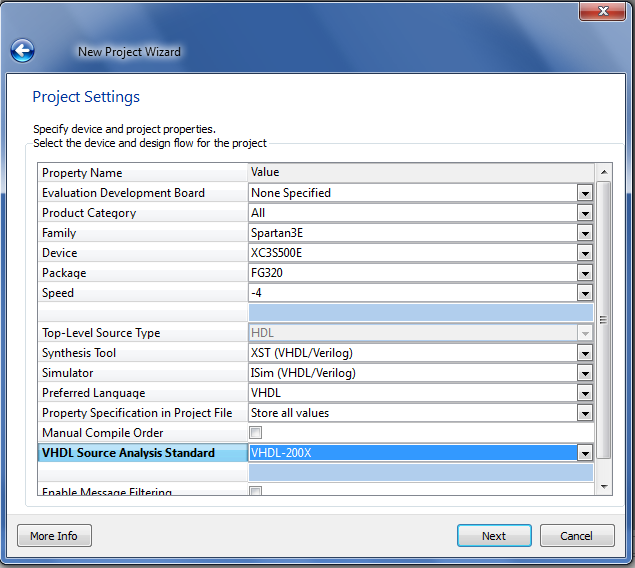 New Project Wizard
Project Settings
Specify device and project properties.
Select the device and design flow for the project
Property Name Value
Evaluation Development Board None Specified
Product Category All
Family Spartan3E
Device XC3S500E
Package FG320
Speed -4
Top-Level Source Type HDL
Synthesis Tool XST (VHDL/Verilog)
Simulator ISim (VHDL/Verilog)
Preferred Language VHDL
Property Specification in Project File Store all values
Manual Compile Order
VHDL Source Analysis Standard VHDL-200X
Enable Message Filtering
More Info Next Cancel